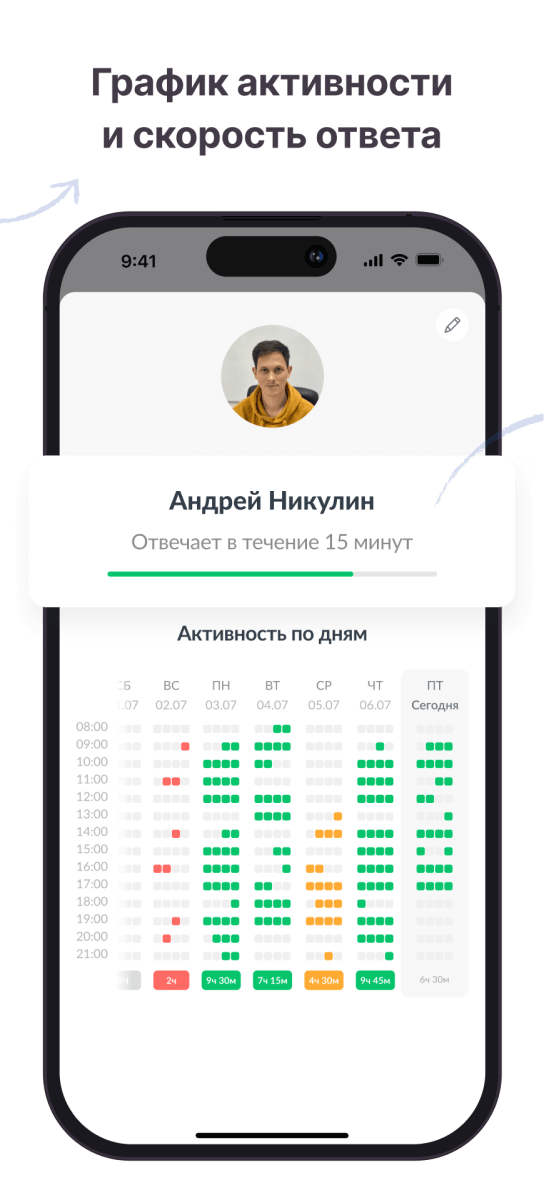 График активности
и скорость ответа
9:41
Андрей Никулин
Отвечает в течение 15 минут
Активность по дням
СБ ВС ПН ВТ СР ЧТ ПТ
.07 02.07 03.07 04.07 05.07 06.07 Сегодня
08:00
09:00
10:00
11:00
12:00
13:00
14:00
15:00
16:00
17:00
18:00
19:00
20:00
21:00
2ч 9ч 30м 7ч 15м 4ч 30м 9ч 45м 6ч 30м